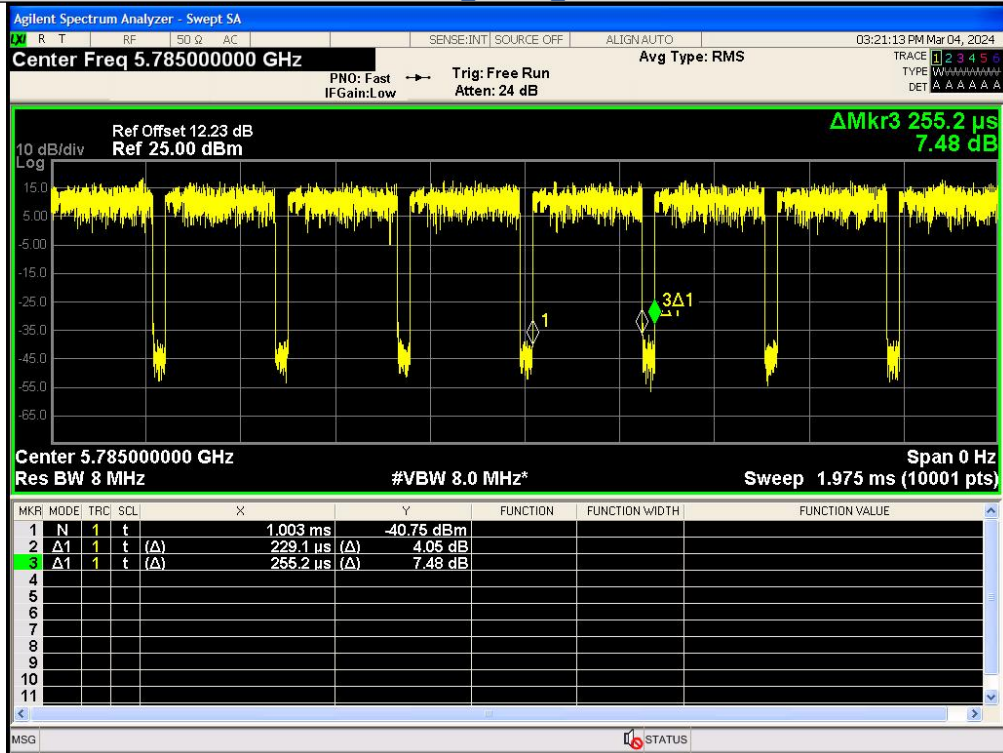 Agilent Spectrum Analyzer - Swept SA
LXI R T RF 50 Ω AC SENSE:INT SOURCE OFF ALIGN AUTO 03:21:13 PM Mar 04, 2024
Center Freq 5.785000000 GHz Avg Type: RMS TRACE 1 2 3 4 5 6
PNO: Fast Trig: Free Run TYPE W
IFGain:Low Atten: 24 dB DET A A A A A A
ΔMkr3 255.2 µs
7.48 dB
Ref Offset 12.23 dB
10 dB/div Ref 25.00 dBm
Log
15.0
5.00
-5.00
-15.0
-25.0
-35.0
-45.0
-55.0
-65.0
1
3Δ1
Center 5.785000000 GHz Span 0 Hz
Res BW 8 MHz #VBW 8.0 MHz* Sweep 1.975 ms (10001 pts)
MKR MODE TRC SCL X Y FUNCTION FUNCTION WIDTH FUNCTION VALUE
1 N 1 t 1.003 ms -40.75 dBm
2 Δ1 1 t (Δ) 229.1 µs (Δ) 4.05 dB
3 Δ1 1 t (Δ) 255.2 µs (Δ) 7.48 dB
4
5
6
7
8
9
10
11
MSG STATUS